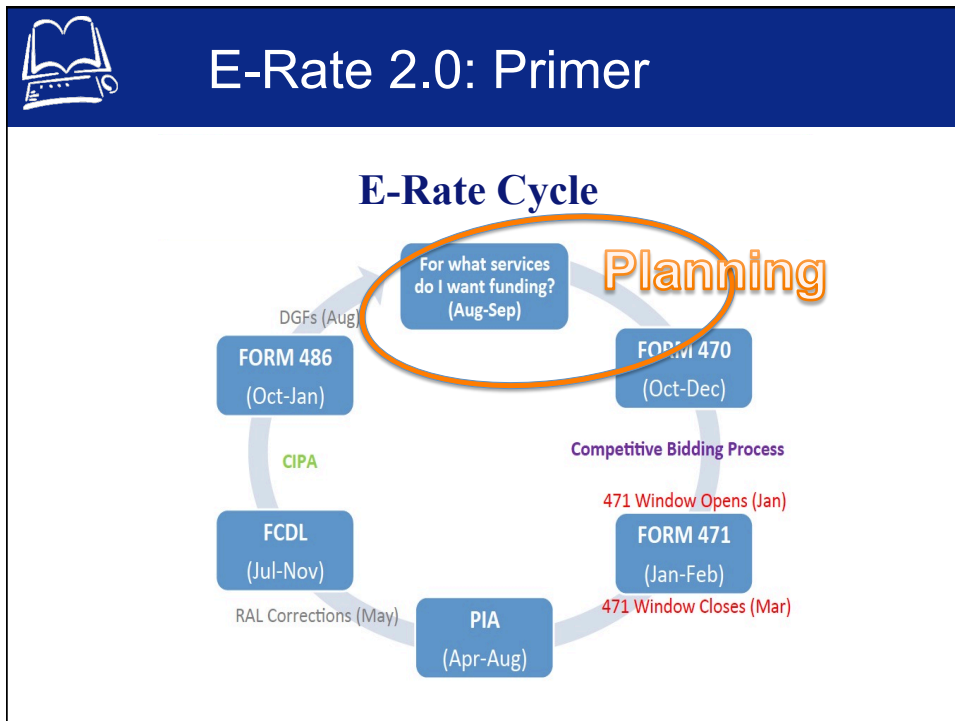 E-Rate 2.0: Primer
E-Rate Cycle
For what services
do I want funding?
(Aug-Sep)
Planning
DGFs (Aug)
FORM 486
(Oct-Jan)
FORM 470
(Oct-Dec)
CIPA
Competitive Bidding Process
471 Window Opens (Jan)
FCDL
(Jul-Nov)
FORM 471
(Jan-Feb)
RAL Corrections (May)
471 Window Closes (Mar)
PIA
(Apr-Aug)